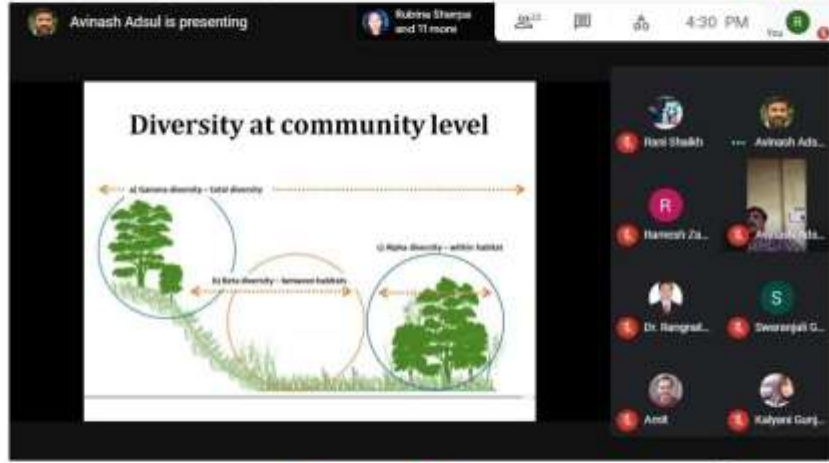 Avinash Adsul is presenting
Rubina Sherpa
and 11 more
4:30 PM
You
R
Diversity at community level
a) Gamma diversity - total diversity
c) Alpha diversity - within habitat
b) Beta diversity - between habitats
Rani Shaikh
Avinash Ads...
R
Ramesh Za...
Avinash Ads...
S
Dr. Rangnat...
Swaranjali G...
Amit
Kalyani Gunj...